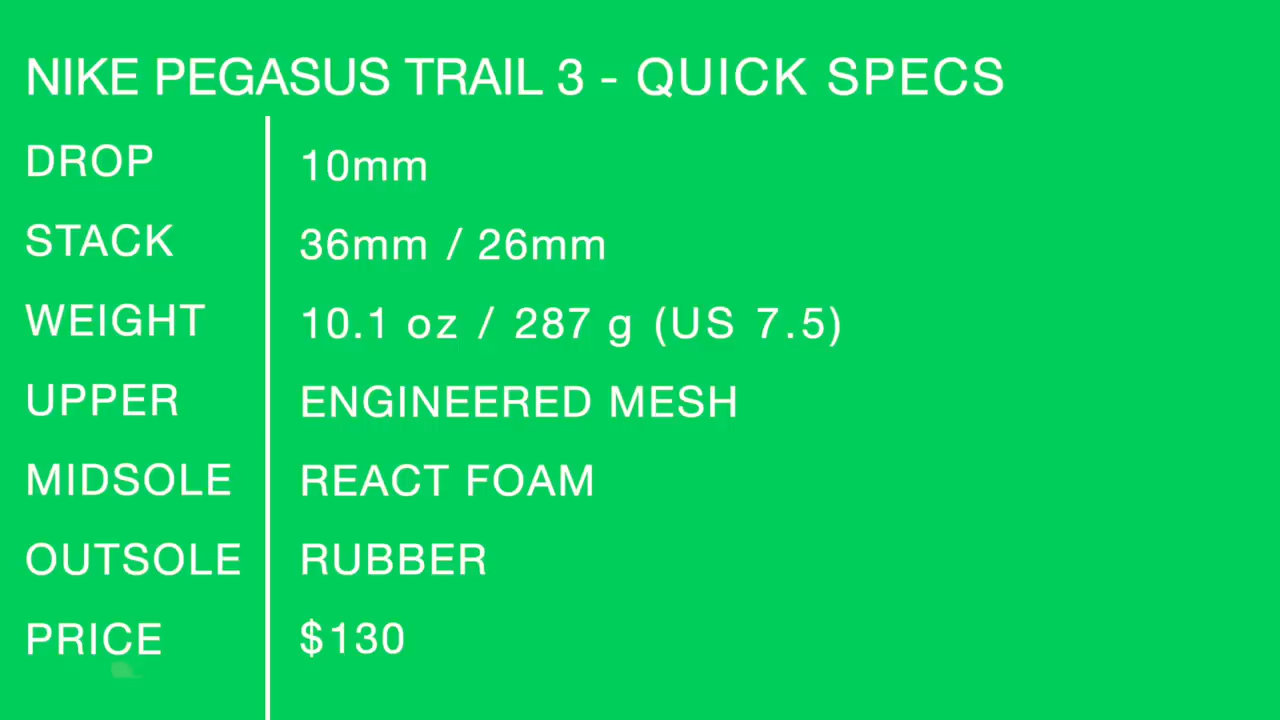 NIKE PEGASUS TRAIL 3 - QUICK SPECS
DROP 10mm
STACK 36mm / 26mm
WEIGHT 10.1 oz / 287 g (US 7.5)
UPPER ENGINEERED MESH
MIDSOLE REACT FOAM
OUTSOLE RUBBER
PRICE $130